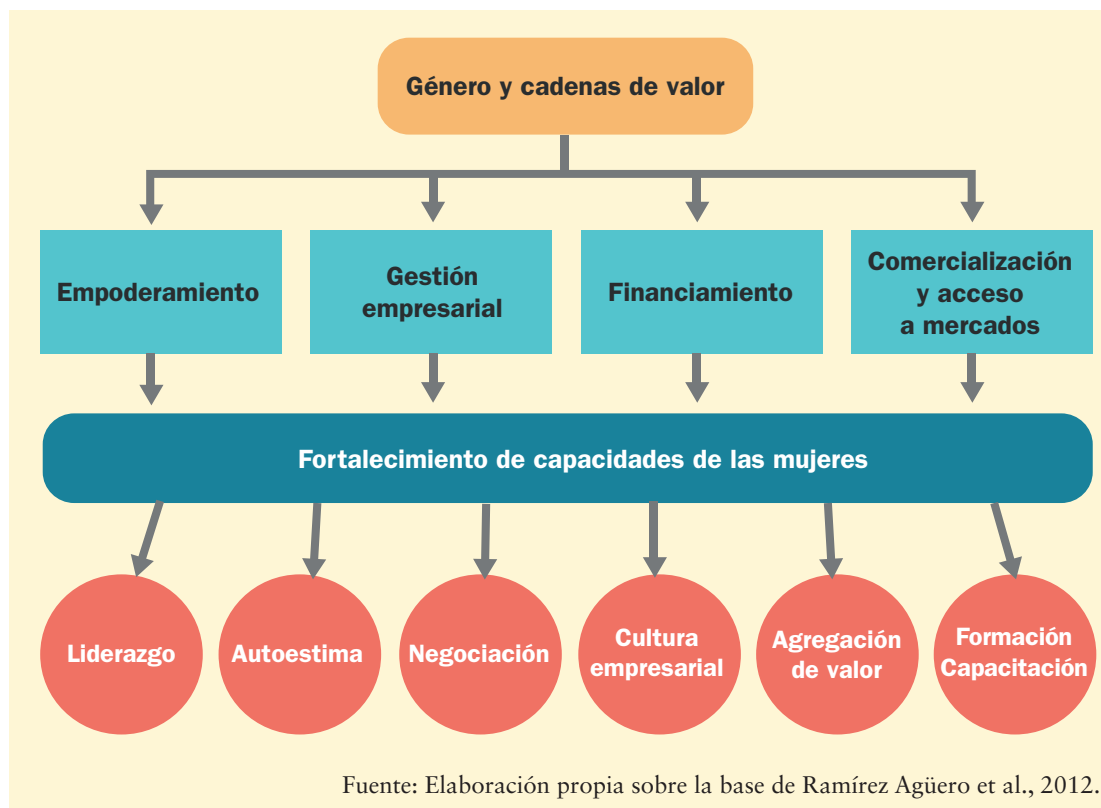 Género y cadenas de valor
Empoderamiento
Gestión
empresarial
Financiamiento
Comercialización
y acceso
a mercados
Fortalecimiento de capacidades de las mujeres
Liderazgo
Autoestima
Negociación
Cultura
empresarial
Agregación
de valor
Formación
Capacitación
Fuente: Elaboración propia sobre la base de Ramírez Agüero et al., 2012.